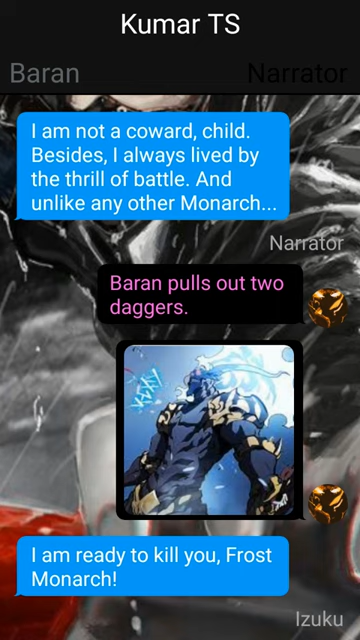 Kumar TS
Baran
Narrator
I am not a coward, child.
Besides, I always lived by
the thrill of battle. And
unlike any other Monarch...
Narrator
Baran pulls out two
daggers.
I am ready to kill you, Frost
Monarch!
Izuku